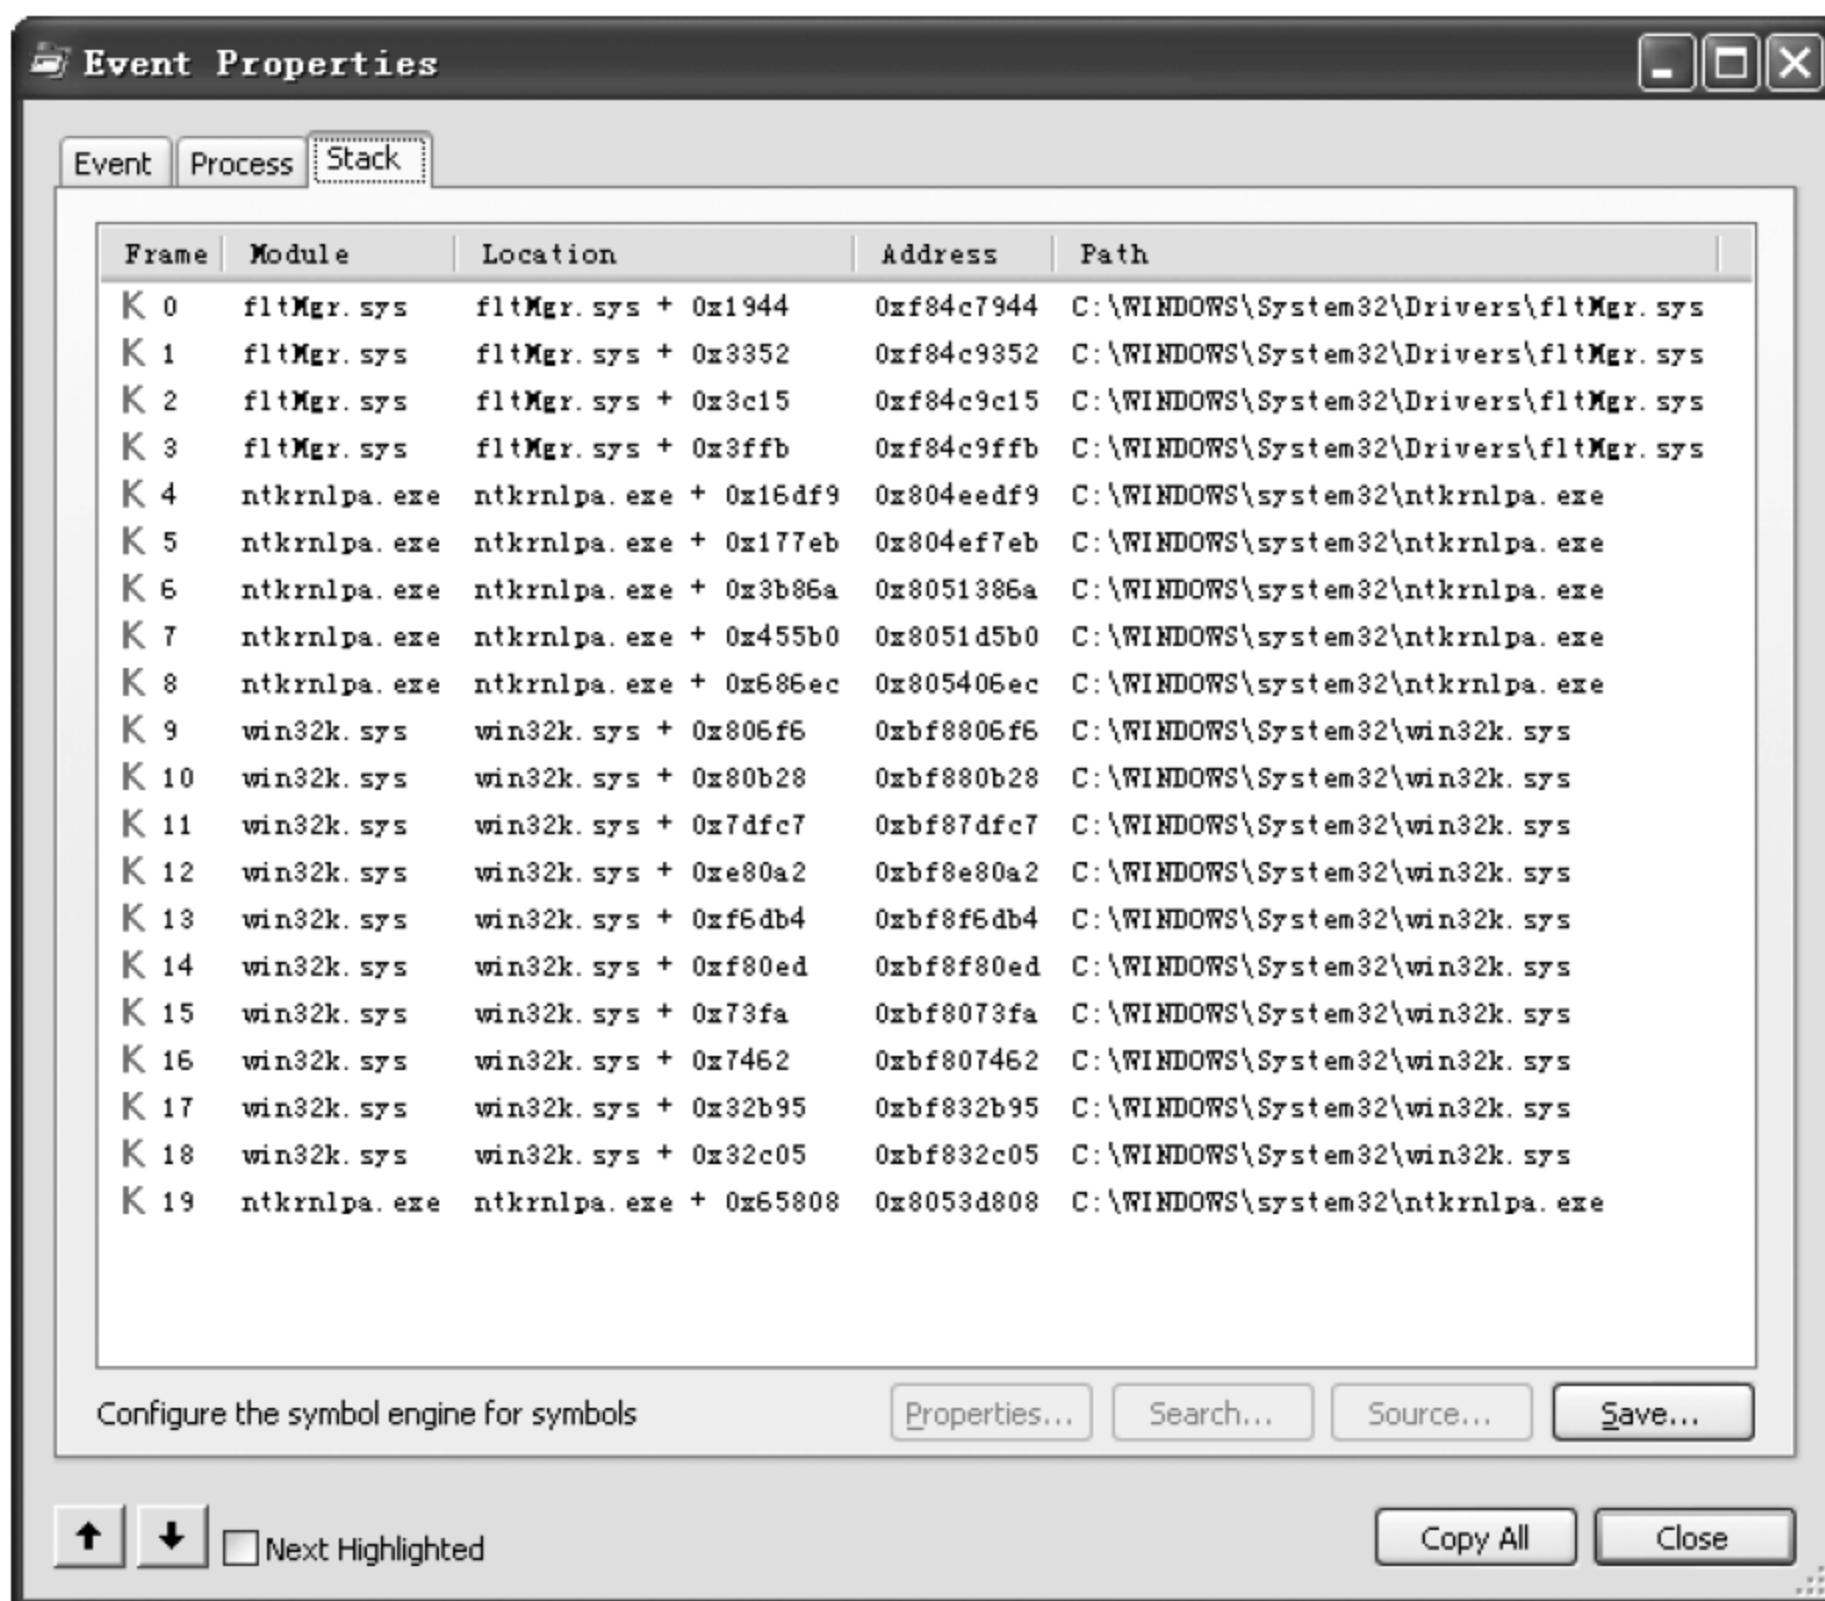 Event Properties
Event Process Stack
Frame Module Location Address Path
K 0 fltMgr.sys fltMgr.sys + 0x1944 0xf84c7944 C:\WINDOWS\System32\Drivers\fltMgr.sys
K 1 fltMgr.sys fltMgr.sys + 0x3352 0xf84c9352 C:\WINDOWS\System32\Drivers\fltMgr.sys
K 2 fltMgr.sys fltMgr.sys + 0x3c15 0xf84c9c15 C:\WINDOWS\System32\Drivers\fltMgr.sys
K 3 fltMgr.sys fltMgr.sys + 0x3ffb 0xf84c9ffb C:\WINDOWS\System32\Drivers\fltMgr.sys
K 4 ntkrnlpa.exe ntkrnlpa.exe + 0x16df9 0x804eedf9 C:\WINDOWS\system32\ntkrnlpa.exe
K 5 ntkrnlpa.exe ntkrnlpa.exe + 0x177eb 0x804ef7eb C:\WINDOWS\system32\ntkrnlpa.exe
K 6 ntkrnlpa.exe ntkrnlpa.exe + 0x3b86a 0x8051386a C:\WINDOWS\system32\ntkrnlpa.exe
K 7 ntkrnlpa.exe ntkrnlpa.exe + 0x455b0 0x8051d5b0 C:\WINDOWS\system32\ntkrnlpa.exe
K 8 ntkrnlpa.exe ntkrnlpa.exe + 0x686ec 0x805406ec C:\WINDOWS\system32\ntkrnlpa.exe
K 9 win32k.sys win32k.sys + 0x806f6 0xbf8806f6 C:\WINDOWS\System32\win32k.sys
K 10 win32k.sys win32k.sys + 0x80b28 0xbf880b28 C:\WINDOWS\System32\win32k.sys
K 11 win32k.sys win32k.sys + 0x7dfc7 0xbf87dfc7 C:\WINDOWS\System32\win32k.sys
K 12 win32k.sys win32k.sys + 0xe80a2 0xbf8e80a2 C:\WINDOWS\System32\win32k.sys
K 13 win32k.sys win32k.sys + 0xf6db4 0xbf8f6db4 C:\WINDOWS\System32\win32k.sys
K 14 win32k.sys win32k.sys + 0xf80ed 0xbf8f80ed C:\WINDOWS\System32\win32k.sys
K 15 win32k.sys win32k.sys + 0x73fa 0xbf8073fa C:\WINDOWS\System32\win32k.sys
K 16 win32k.sys win32k.sys + 0x7462 0xbf807462 C:\WINDOWS\System32\win32k.sys
K 17 win32k.sys win32k.sys + 0x32b95 0xbf832b95 C:\WINDOWS\System32\win32k.sys
K 18 win32k.sys win32k.sys + 0x32c05 0xbf832c05 C:\WINDOWS\System32\win32k.sys
K 19 ntkrnlpa.exe ntkrnlpa.exe + 0x65808 0x8053d808 C:\WINDOWS\system32\ntkrnlpa.exe
Configure the symbol engine for symbols Properties... Search... Source... Save...
Next Highlighted Copy All Close